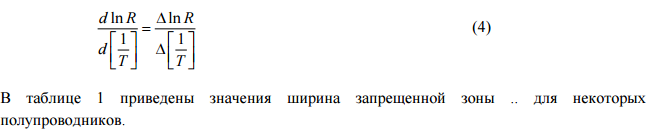 d ln R / d[1/T] = Δ ln R / Δ[1/T] (4)
В таблице 1 приведены значения ширина запрещенной зоны .. для некоторых
полупроводников.